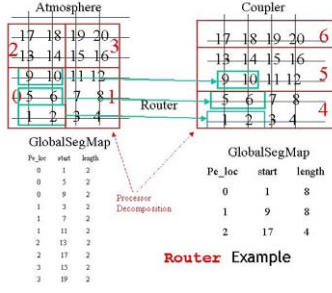 Atmosphere Coupler
17 18 19 20
2 3
13 14 15 16
9 10 11 12
0 5 6 7 8 1
1 2 3 4
Router
17 18 19 20 6
13 14 15 16
9 10 11 12 5
5 6 7 8
1 2 3 4 4
GlobalSegMap
Pe_loc start length
0 1 2
0 5 2
0 9 2
1 3 2
1 7 2
1 11 2
2 13 2
2 17 2
3 15 2
3 19 2
Processor
Decomposition
GlobalSegMap
Pe_loc start length
0 1 8
1 9 8
2 17 4
Router Example